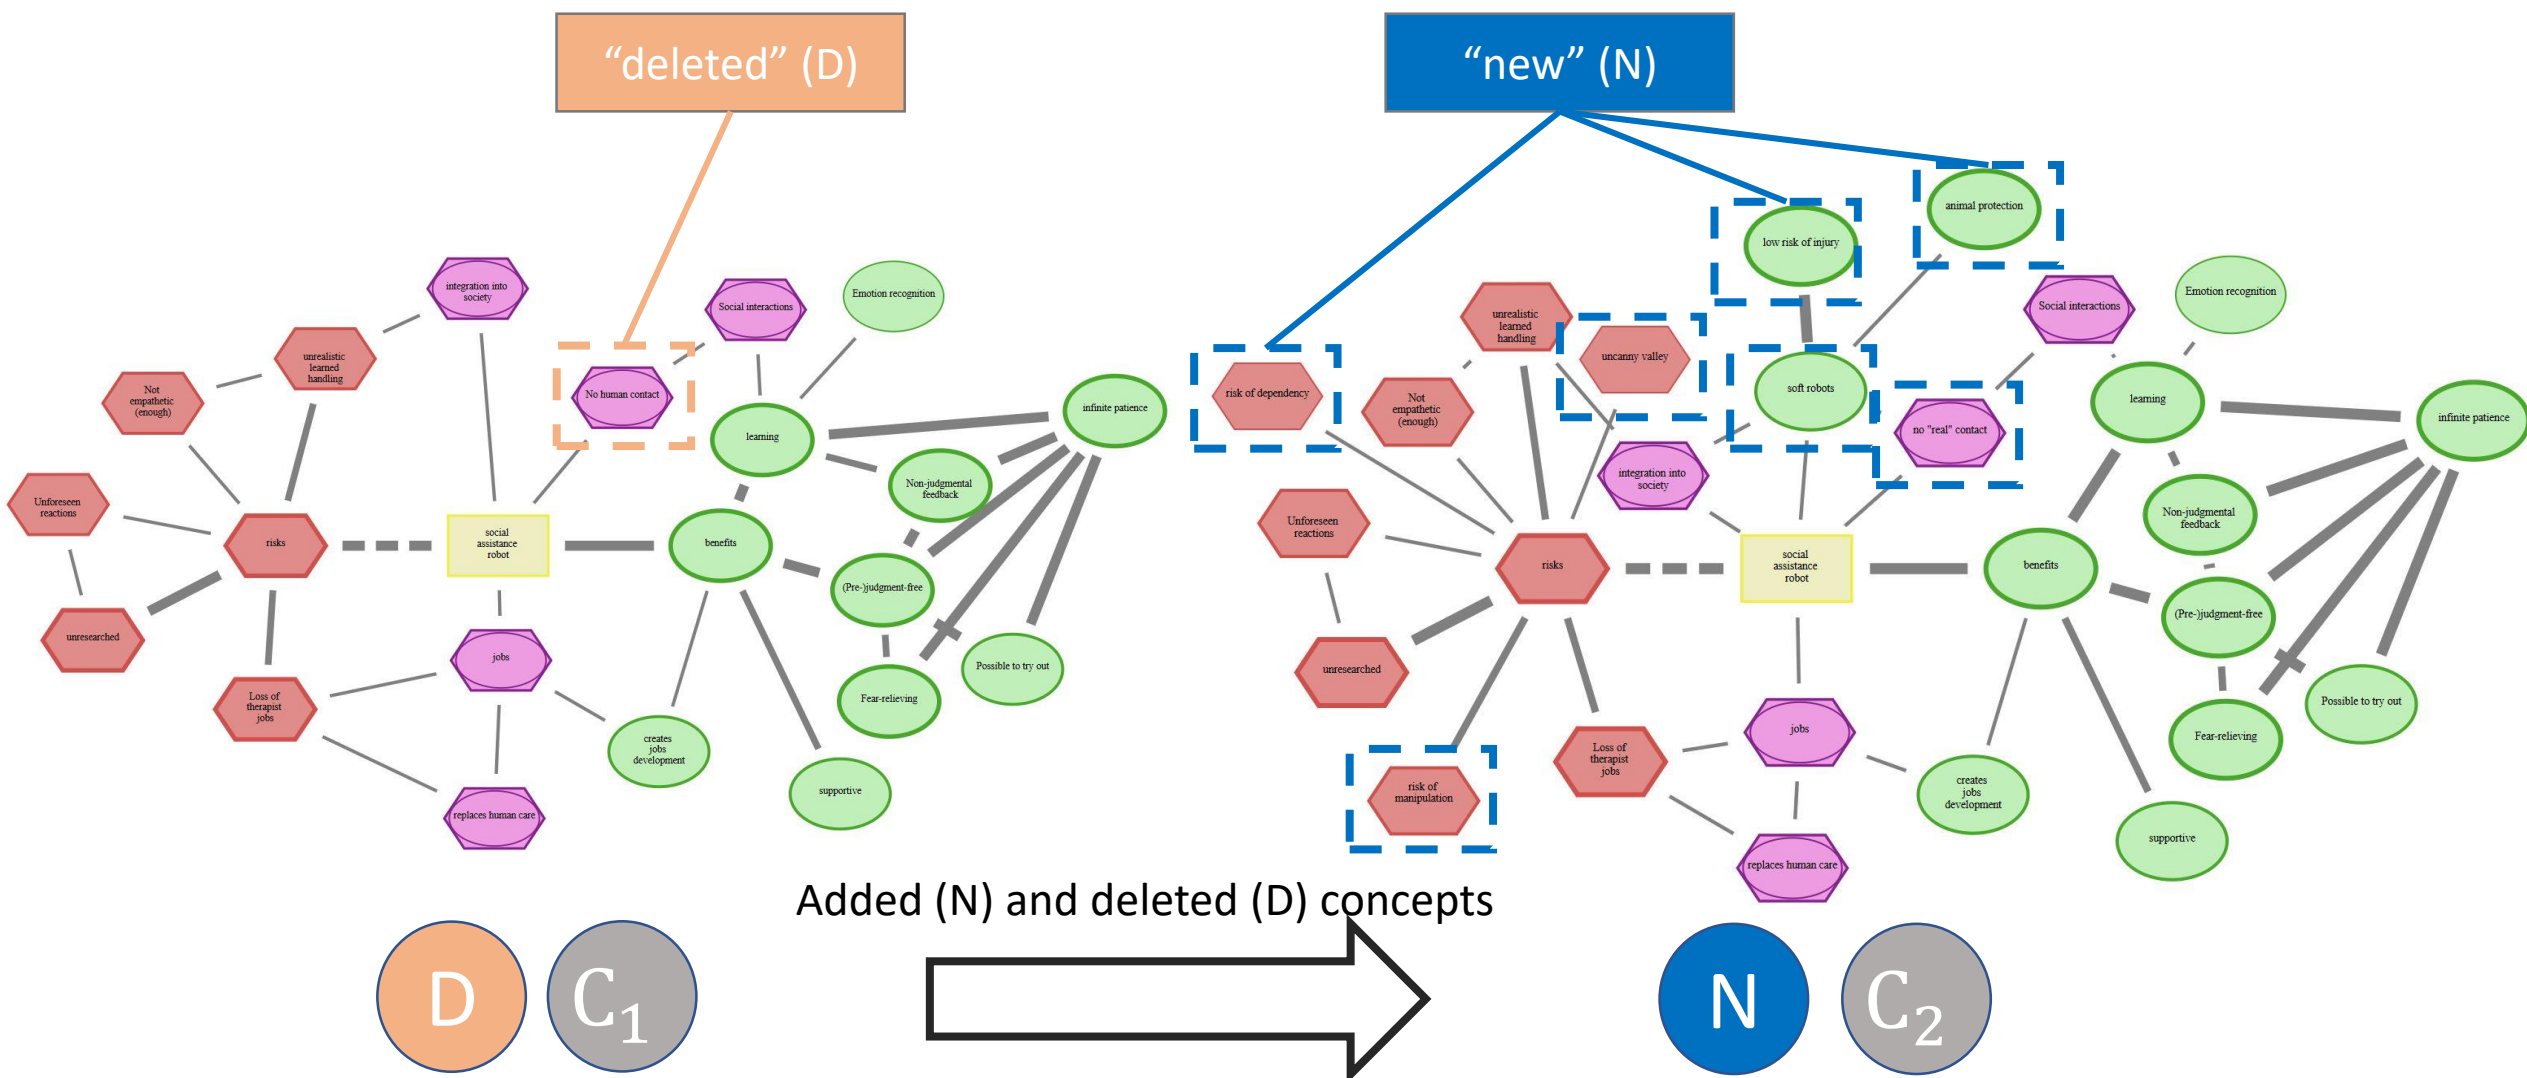 “deleted” (D)
“new” (N)
integration into
society
Social interactions
Emotion recognition
unrealistic
learned
handling
Not
empathetic
(enough)
No human contact
infinite patience
learning
Non-judgmental
feedback
Unforeseen
reactions
risks
social
assistance
robot
benefits
(Pre-)judgment-free
unresearched
jobs
Possible to try out
Loss of
therapist
jobs
Fear-relieving
creates
jobs
development
supportive
replaces human care
animal protection
low risk of injury
Emotion recognition
Social interactions
unrealistic
learned
handling
uncanny valley
risk of dependency
soft robots
Not
empathetic
(enough)
learning
infinite patience
no "real" contact
integration into
society
Unforeseen
reactions
Non-judgmental
feedback
risks
social
assistance
robot
benefits
(Pre-)judgment-free
unresearched
Possible to try out
jobs
Fear-relieving
Loss of
therapist
jobs
risk of
manipulation
creates
jobs
development
supportive
replaces human care
Added (N) and deleted (D) concepts
D
C₁
N
C₂